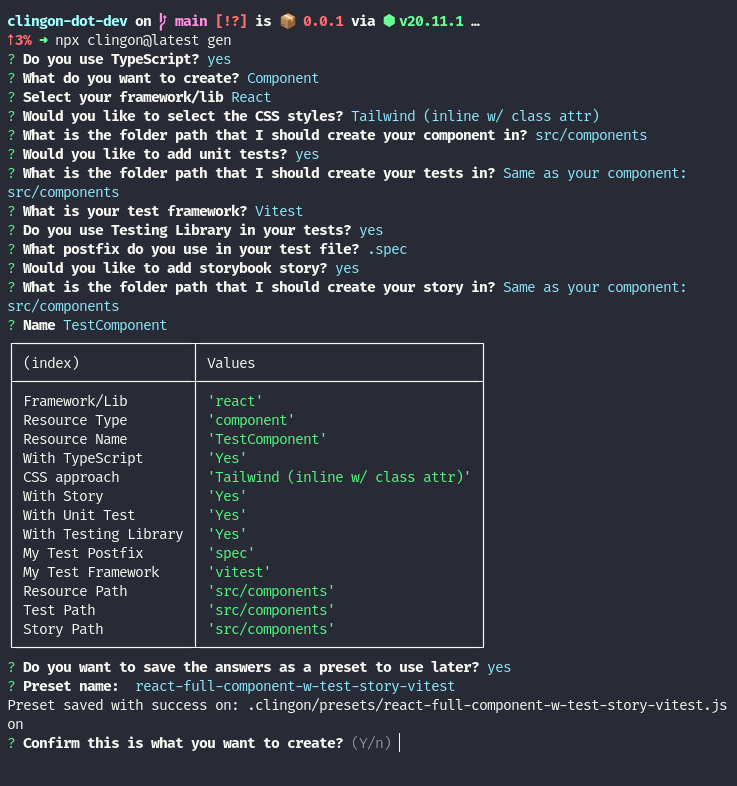 clingon-dot-dev on main [!?] is 📦 0.0.1 via ⬢ v20.11.1 …
↑3% ➜ npx clingon@latest gen
? Do you use TypeScript? yes
? What do you want to create? Component
? Select your framework/lib React
? Would you like to select the CSS styles? Tailwind (inline w/ class attr)
? What is the folder path that I should create your component in? src/components
? Would you like to add unit tests? yes
? What is the folder path that I should create your tests in? Same as your component:
src/components
? What is your test framework? Vitest
? Do you use Testing Library in your tests? yes
? What postfix do you use in your test file? .spec
? Would you like to add storybook story? yes
? What is the folder path that I should create your story in? Same as your component:
src/components
? Name TestComponent
(index) Values
Framework/Lib 'react'
Resource Type 'component'
Resource Name 'TestComponent'
With TypeScript 'Yes'
CSS approach 'Tailwind (inline w/ class attr)'
With Story 'Yes'
With Unit Test 'Yes'
With Testing Library 'Yes'
My Test Postfix 'spec'
My Test Framework 'vitest'
Resource Path 'src/components'
Test Path 'src/components'
Story Path 'src/components'
? Do you want to save the answers as a preset to use later? yes
? Preset name: react-full-component-w-test-story-vitest
Preset saved with success on: .clingon/presets/react-full-component-w-test-story-vitest.js
on
? Confirm this is what you want to create? (Y/n)